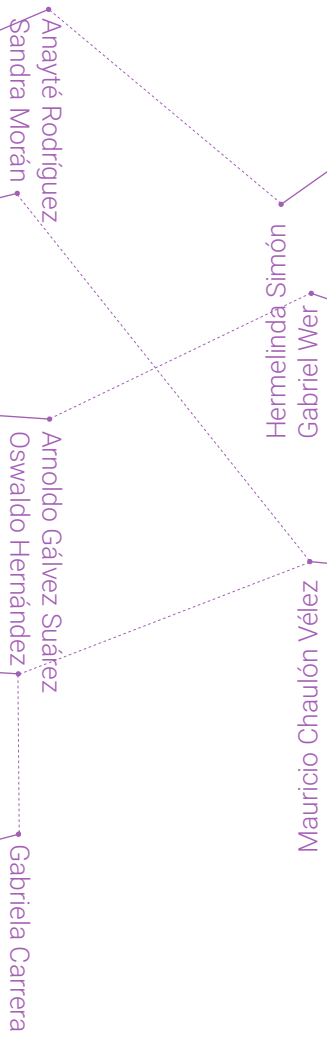 Anayté Rodríguez
Sandra Morán
Hermelinda Simón
Gabriel Wer
Arnoldo Gálvez Suárez
Oswaldo Hernández
Mauricio Chaulón Vélez
Gabriela Carrera